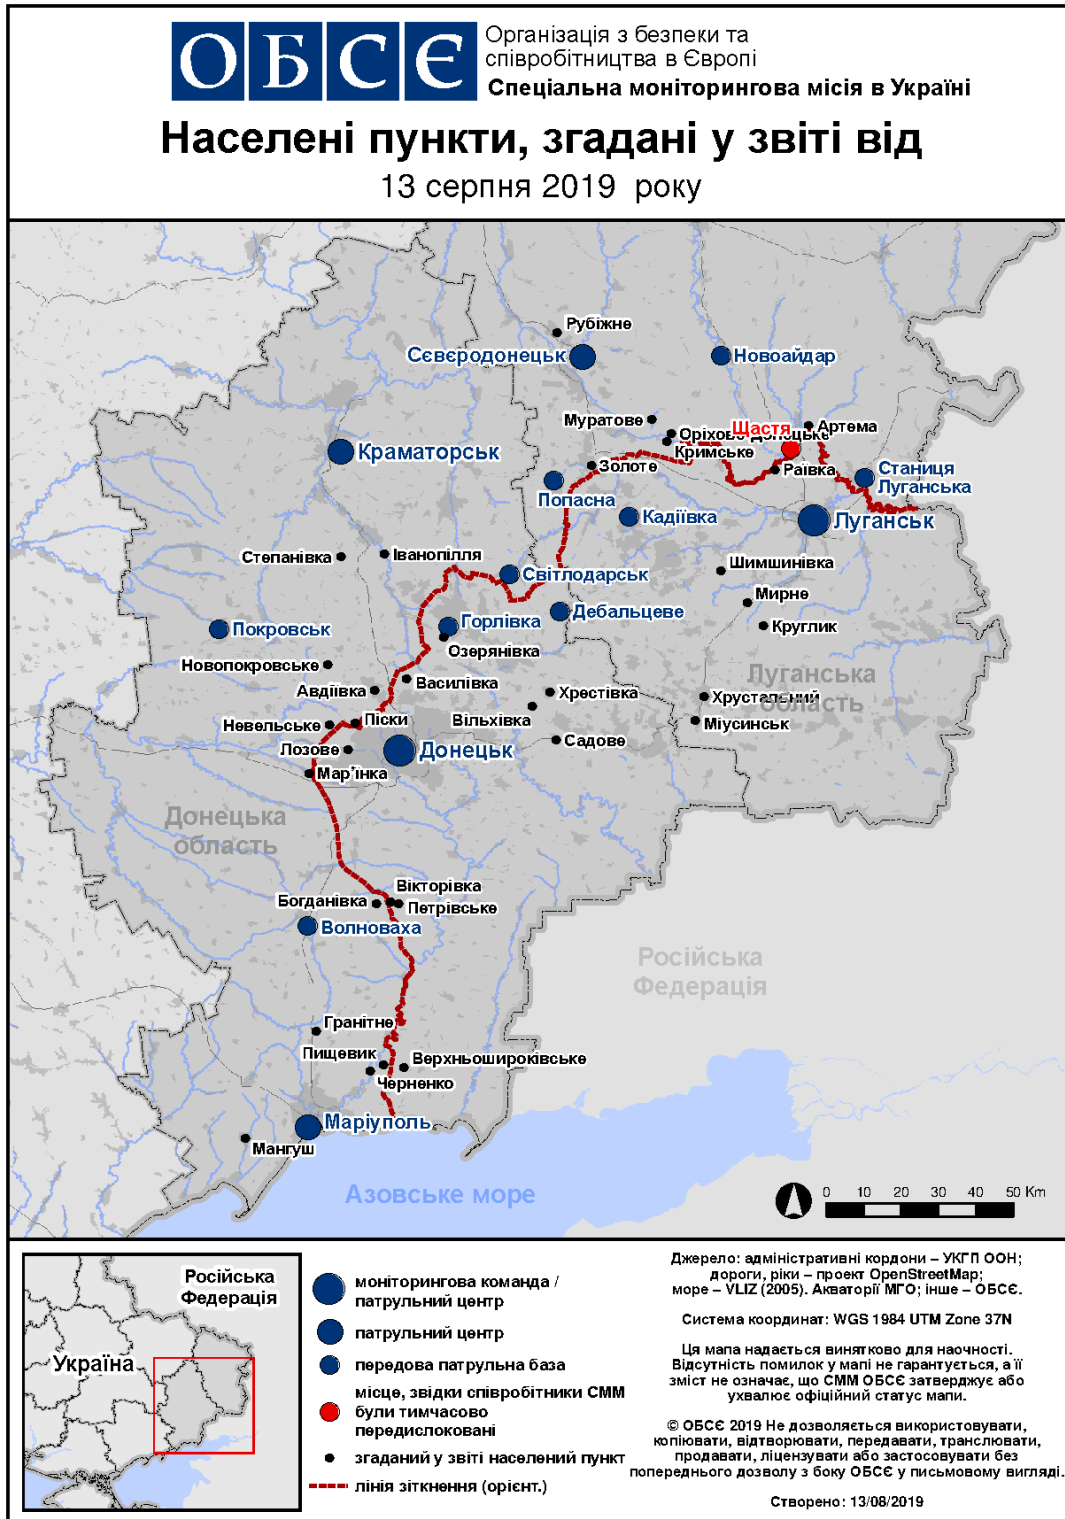 ОБСЄ
Організація з безпеки та
співробітництва в Європі
Спеціальна моніторингова місія в Україні
Населені пункти, згадані у звіті від
13 серпня 2019 року
Рубіжне
Сєвєродонецьк
Новоайдар
Муратове
Щастя
Артема
Оріхове-Донецьке
Кримське
Краматорськ
Золоте
Раївка
Станиця
Луганська
Попасна
Кадіївка
Луганськ
Степанівка
Іванопілля
Шимшинівка
Світлодарськ
Мирне
Дебальцеве
Горлівка
Покровськ
Круглик
Озерянівка
Новопокровське
Василівка
Луганська
область
Авдіївка
Хрестівка
Хрустальний
Піски
Вільхівка
Міусинськ
Невельське
Лозове
Донецьк
Садове
Мар'їнка
Донецька
область
Вікторівка
Богданівка
Петрівське
Волноваха
Російська
Федерація
Гранітне
Пищевик
Верхньошироківське
Черненко
Маріуполь
Мангуш
Азовське море
0 10 20 30 40 50 Km
Російська
Федерація
Україна
моніторингова команда /
патрульний центр
патрульний центр
передова патрульна база
місце, звідки співробітники СММ
були тимчасово
передислоковані
згаданий у звіті населений пункт
лінія зіткнення (орієнт.)
Джерело: адміністративні кордони – УКГП ООН;
дороги, ріки – проект OpenStreetMap;
море – VLIZ (2005). Акваторії МГО; інше – ОБСЄ.
Система координат: WGS 1984 UTM Zone 37N
Ця мапа надається винятково для наочності.
Відсутність помилок у мапі не гарантується, а її
зміст не означає, що СММ ОБСЄ затверджує або
ухвалює офіційний статус мапи.
© ОБСЄ 2019 Не дозволяється використовувати,
копіювати, відтворювати, передавати, транслювати,
продавати, ліцензувати або застосовувати без
попереднього дозволу з боку ОБСЄ у письмовому вигляді.
Створено: 13/08/2019